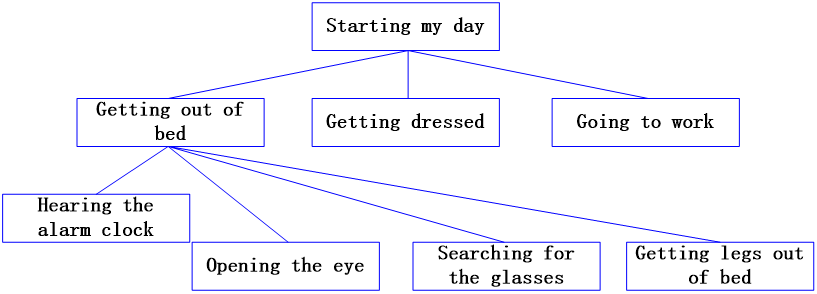 Starting my day
Getting out of
bed
Getting dressed
Going to work
Hearing the
alarm clock
Opening the eye
Searching for
the glasses
Getting legs out
of bed